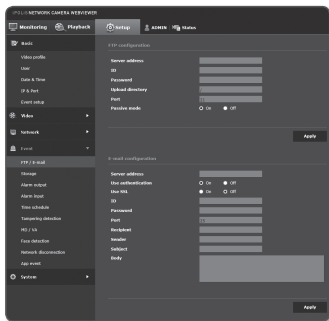 iPOLiS NETWORK CAMERA WEBVIEWER
Monitoring
Playback
Setup
ADMIN
Status
Basic
Video profile
User
Date & Time
IP & Port
Event setup
Video
Network
Event
FTP / E-mail
Storage
Alarm output
Alarm input
Time schedule
Tampering detection
MD / VA
Face detection
Network disconnection
App event
System
FTP configuration
Server address
ID
Password
Upload directory
Port
Passive mode
On
Off
Apply
E-mail configuration
Server address
Use authentication
On
Off
Use SSL
On
Off
ID
Password
Port
Recipient
Sender
Subject
Body
Apply